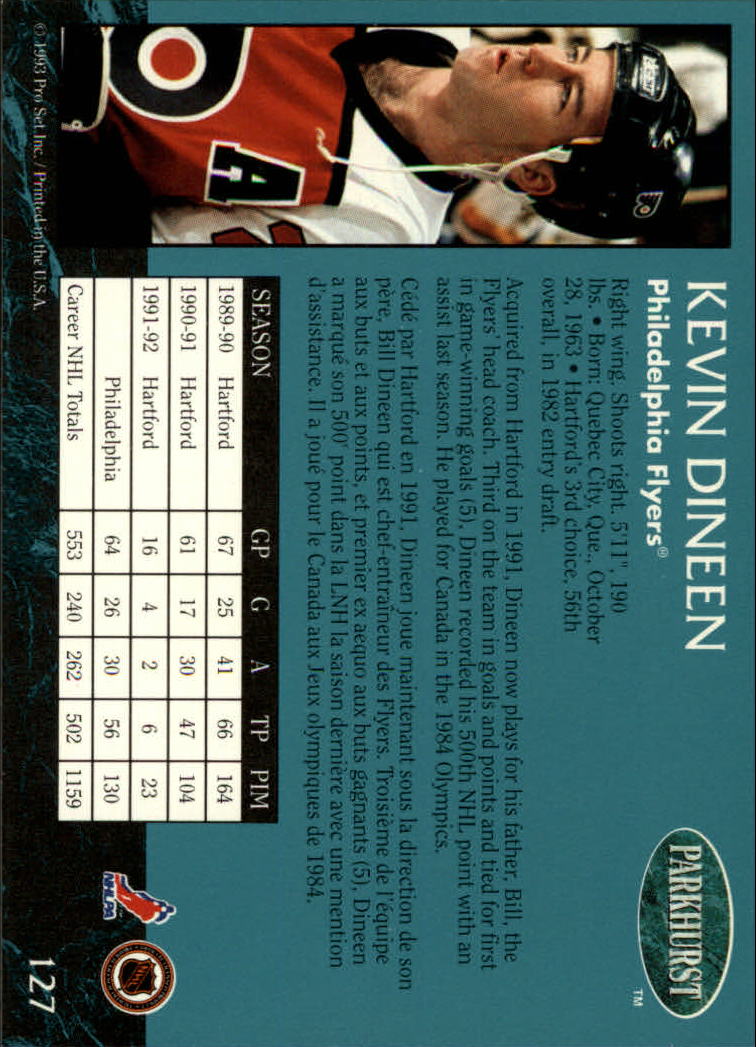 KEVIN DINEEN
Philadelphia Flyers®
Right wing. Shoots right. 5'11", 190
lbs. • Born: Quebec City, Que., October
28, 1963 • Hartford's 3rd choice, 56th
overall, in 1982 entry draft.
PARKHURST
TM
Acquired from Hartford in 1991, Dineen now plays for his father, Bill, the
Flyers' head coach. Third on the team in goals and points and tied for first
in game-winning goals (5), Dineen recorded his 500th NHL point with an
assist last season. He played for Canada in the 1984 Olympics.
Cédé par Hartford en 1991, Dineen joue maintenant sous la direction de son
père, Bill Dineen qui est chef-entraîneur des Flyers. Troisième de l'équipe
aux buts et aux points, et premier ex aequo aux buts gagnants (5), Dineen
a marqué son 500e point dans la LNH la saison dernière avec une mention
d'assistance. Il a joué pour le Canada aux Jeux olympiques de 1984.
SEASON GP G A TP PIM
1989-90 Hartford 67 25 41 66 164
1990-91 Hartford 61 17 30 47 104
1991-92 Hartford 16 4 2 6 23
Philadelphia 64 26 30 56 130
Career NHL Totals 553 240 262 502 1159
A
NHLPA
NHL
©1993 Pro Set, Inc. / Printed in the U.S.A.
127